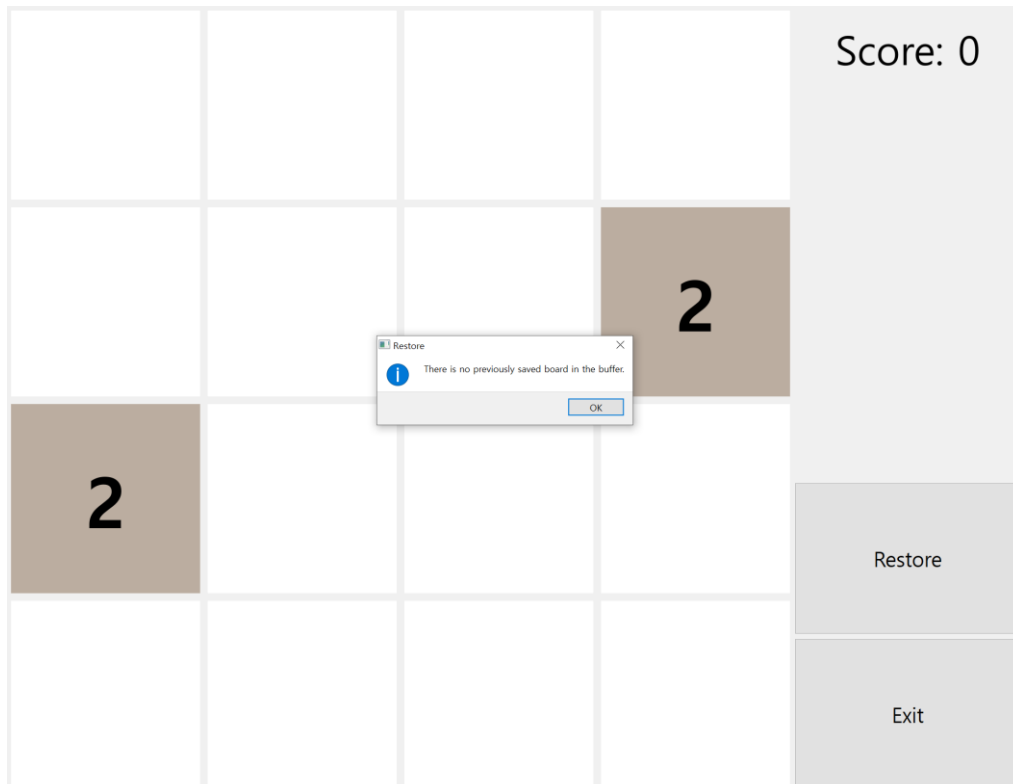 Score: 0
2
Restore
There is no previously saved board in the buffer.
OK
2
Restore
Exit